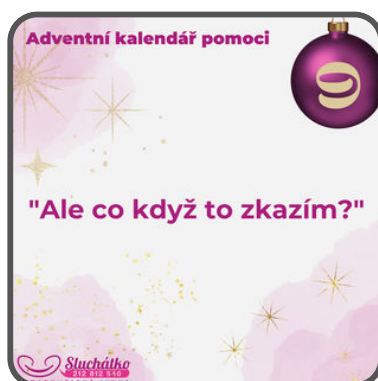 Adventní kalendář pomoci
9
"Ale co když to zkazím?"
Sluchátko
212 812 540